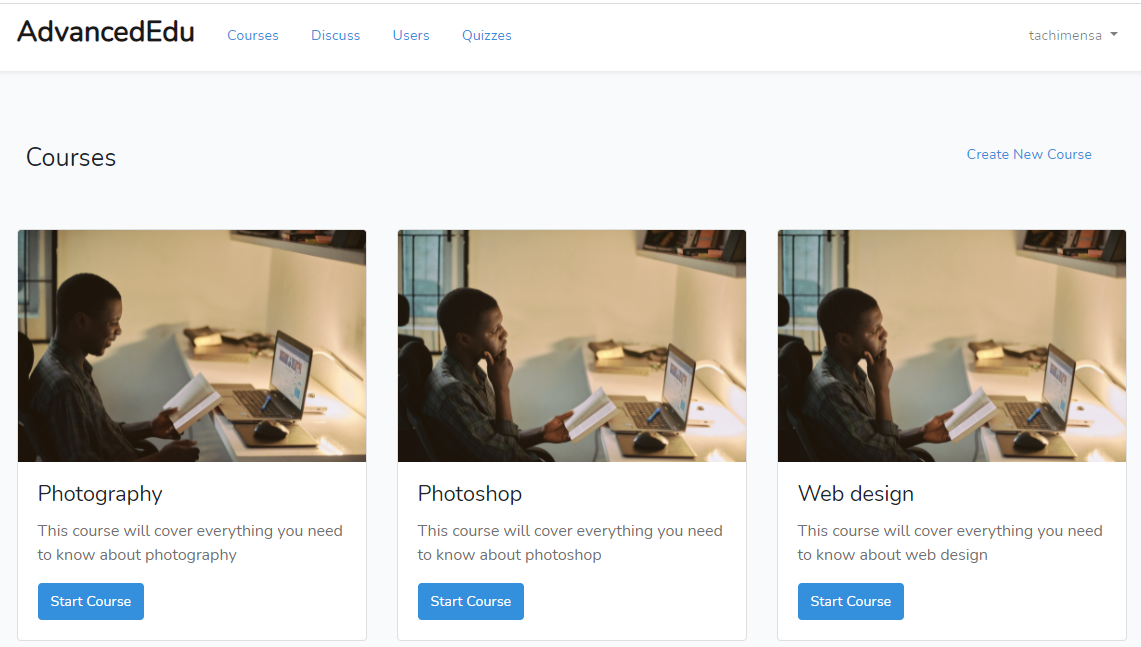 AdvancedEdu Courses Discuss Users Quizzes tachimensa
Courses Create New Course
Photography
This course will cover everything you need
to know about photography
Start Course
Photoshop
This course will cover everything you need
to know about photoshop
Start Course
Web design
This course will cover everything you need
to know about web design
Start Course